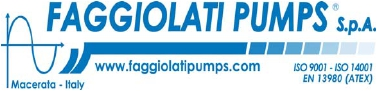 FAGGIOLATI PUMPS® S.p.A.
www.faggiolatipumps.com
ISO 9001 - ISO 14001
EN 13980 (ATEX)
Macerata - Italy